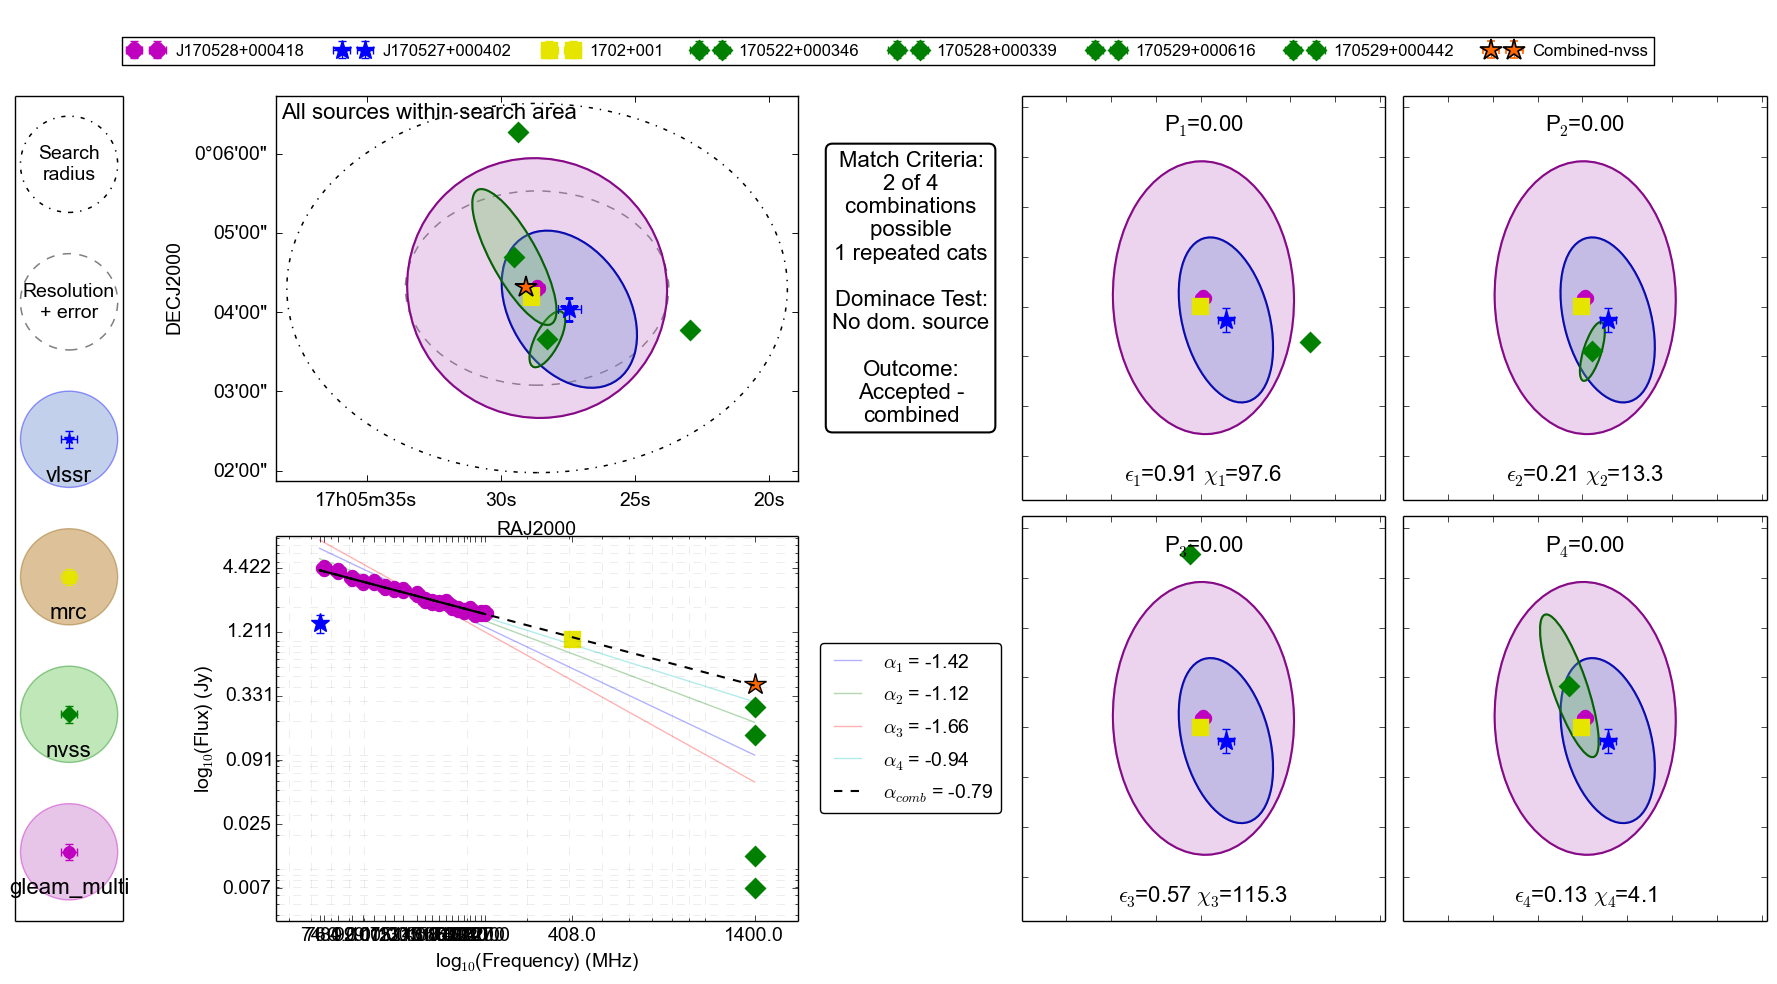 J170528+000418 J170527+000402 1702+001 170522+000346 170528+000339 170529+000616 170529+000442 Combined-nvss
Search
radius
Resolution
+ error
vlssr
mrc
nvss
gleam_multi
All sources within search area
DECJ2000
0°06'00"
05'00"
04'00"
03'00"
02'00"
17h05m35s 30s 25s 20s
RAJ2000
log10(Flux) (Jy)
4.422
1.211
0.331
0.091
0.025
0.007
408.0 1400.0
log10(Frequency) (MHz)
Match Criteria:
2 of 4
combinations
possible
1 repeated cats
Dominace Test:
No dom. source
Outcome:
Accepted -
combined
α1 = -1.42
α2 = -1.12
α3 = -1.66
α4 = -0.94
αcomb = -0.79
P1=0.00
ϵ1=0.91 χ1=97.6
P2=0.00
ϵ2=0.21 χ2=13.3
P3=0.00
ϵ3=0.57 χ3=115.3
P4=0.00
ϵ4=0.13 χ4=4.1